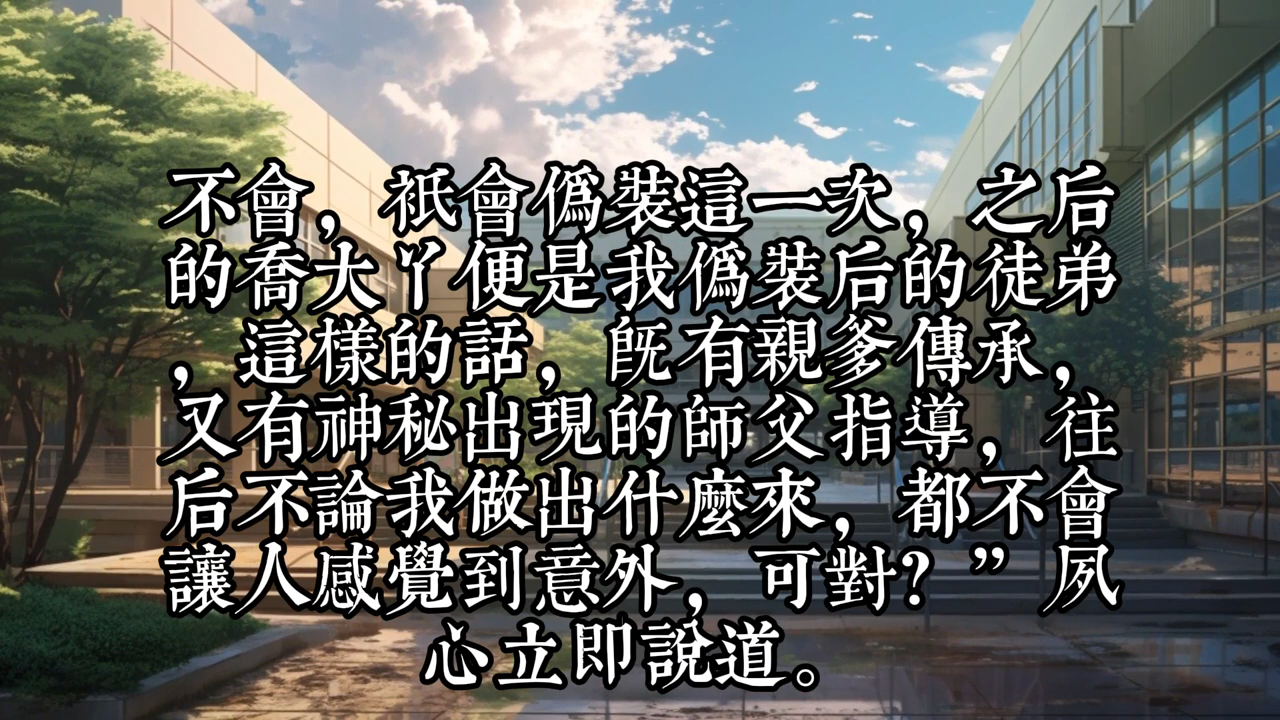 不會，祇會僞裝這一次，之后
的喬大丫便是我僞裝后的徒弟
，這樣的話，既有親爹傳承，
又有神秘出現的師父指導，往
后不論我做出什麼來，都不會
讓人感覺到意外，可對？”夙
心立即說道。